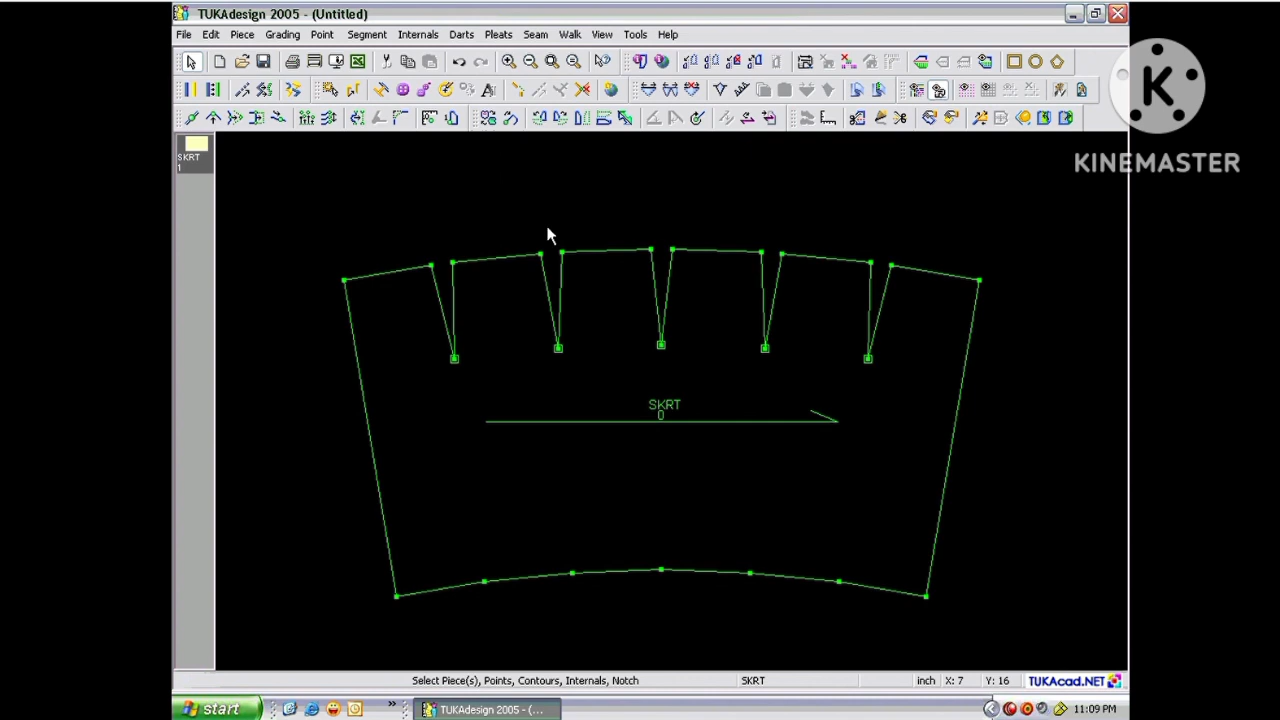 TUKAdesign 2005 - (Untitled)
File Edit Piece Grading Point Segment Internals Darts Pleats Seam Walk View Tools Help
K
KINEMASTER
SKRT
1
SKRT
0
Select Piece(s), Points, Contours, Internals, Notch SKRT inch X: 7 Y: 16 TUKAcad.NET
start » TUKAdesign 2005 - (... 11:09 PM